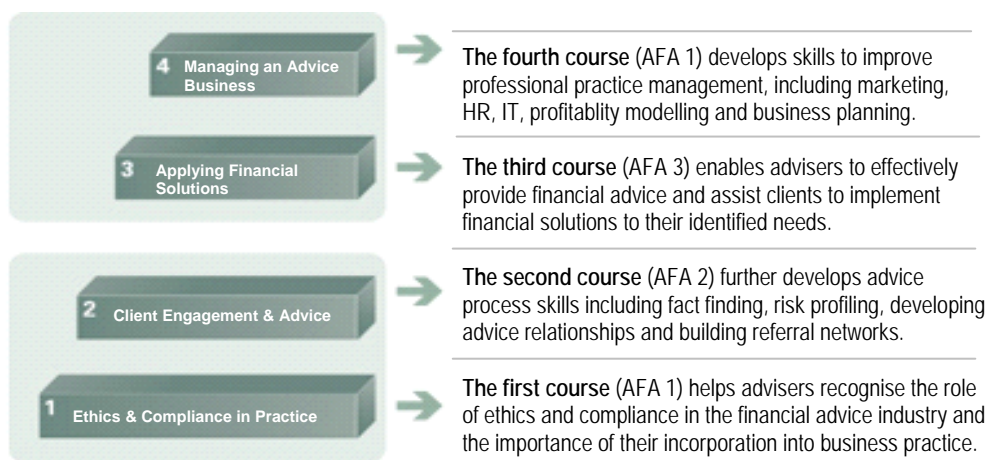 4 Managing an Advice
Business
The fourth course (AFA 1) develops skills to improve
professional practice management, including marketing,
HR, IT, profitablity modelling and business planning.
3 Applying Financial
Solutions
The third course (AFA 3) enables advisers to effectively
provide financial advice and assist clients to implement
financial solutions to their identified needs.
2 Client Engagement & Advice
The second course (AFA 2) further develops advice
process skills including fact finding, risk profiling, developing
advice relationships and building referral networks.
1 Ethics & Compliance in Practice
The first course (AFA 1) helps advisers recognise the role
of ethics and compliance in the financial advice industry and
the importance of their incorporation into business practice.